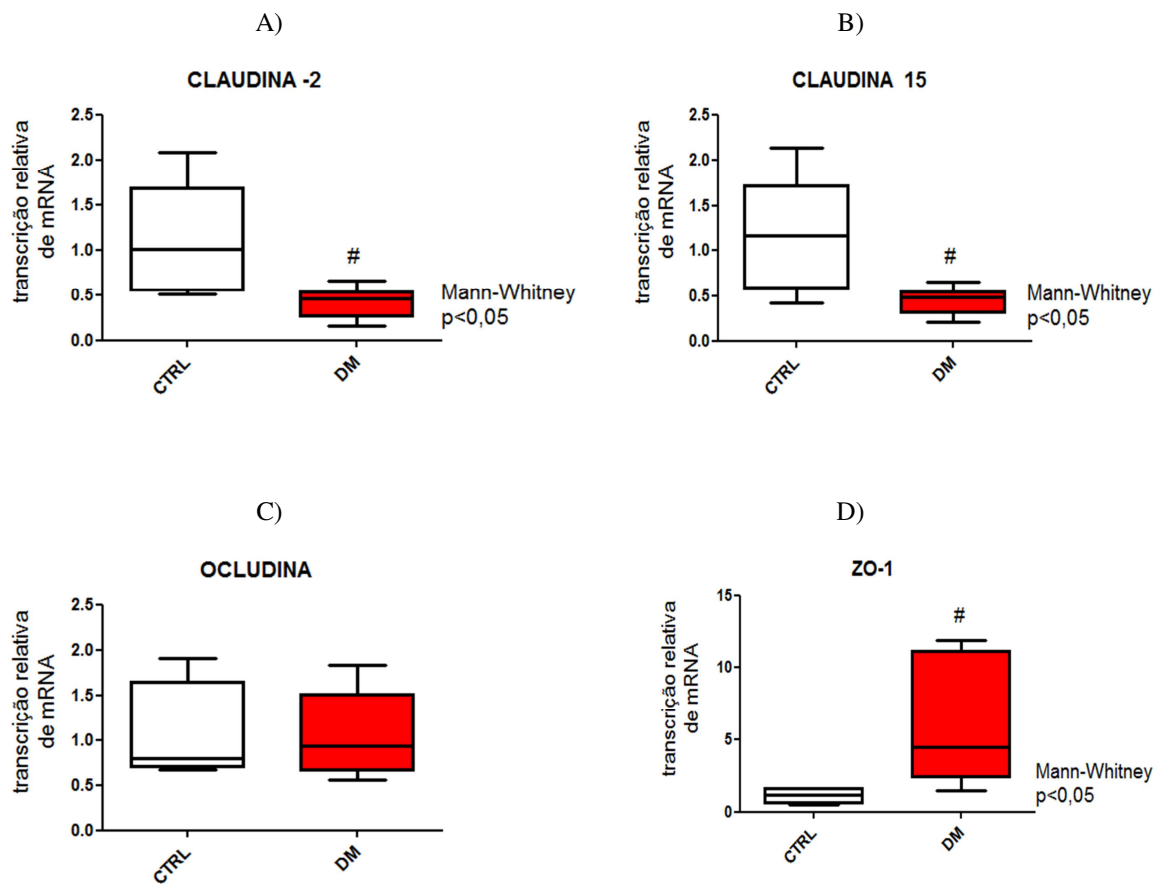 A)
CLAUDINA -2
transcrição relativa
de mRNA
2.5
2.0
1.5
1.0
0.5
0.0
#
Mann-Whitney
p<0,05
CTRL
DM
B)
CLAUDINA 15
transcrição relativa
de mRNA
2.5
2.0
1.5
1.0
0.5
0.0
#
Mann-Whitney
p<0,05
CTRL
DM
C)
OCLUDINA
transcrição relativa
de mRNA
2.5
2.0
1.5
1.0
0.5
0.0
CTRL
DM
D)
ZO-1
transcrição relativa
de mRNA
15
10
5
0
#
Mann-Whitney
p<0,05
CTRL
DM